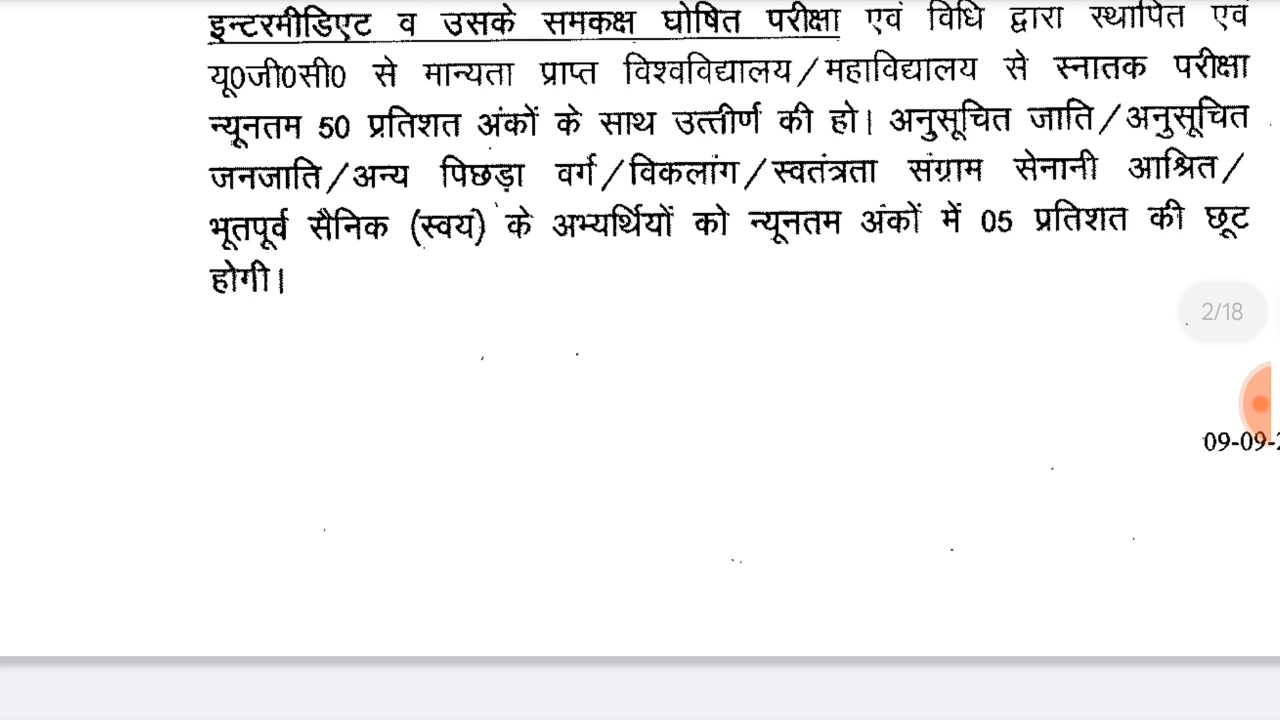 इन्टरमीडिएट व उसके समकक्ष घोषित परीक्षा एवं विधि द्वारा स्थापित एवं
यू0जी0सी0 से मान्यता प्राप्त विश्वविद्यालय/महाविद्यालय से स्नातक परीक्षा
न्यूनतम 50 प्रतिशत अंकों के साथ उत्तीर्ण की हो। अनुसूचित जाति/अनुसूचित
जनजाति/अन्य पिछड़ा वर्ग/विकलांग/स्वतंत्रता संग्राम सेनानी आश्रित/
भूतपूर्व सैनिक (स्वयं) के अभ्यर्थियों को न्यूनतम अंकों में 05 प्रतिशत की छूट
होगी।
2/18
09-09-